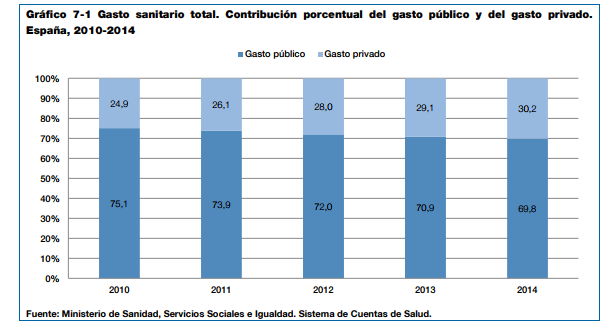 Gráfico 7-1 Gasto sanitario total. Contribución porcentual del gasto público y del gasto privado.
España, 2010-2014
Gasto público Gasto privado
100%
90%
80%
70%
60%
50%
40%
30%
20%
10%
0%
24,9 26,1 28,0 29,1 30,2
75,1 73,9 72,0 70,9 69,8
2010 2011 2012 2013 2014
Fuente: Ministerio de Sanidad, Servicios Sociales e Igualdad. Sistema de Cuentas de Salud.